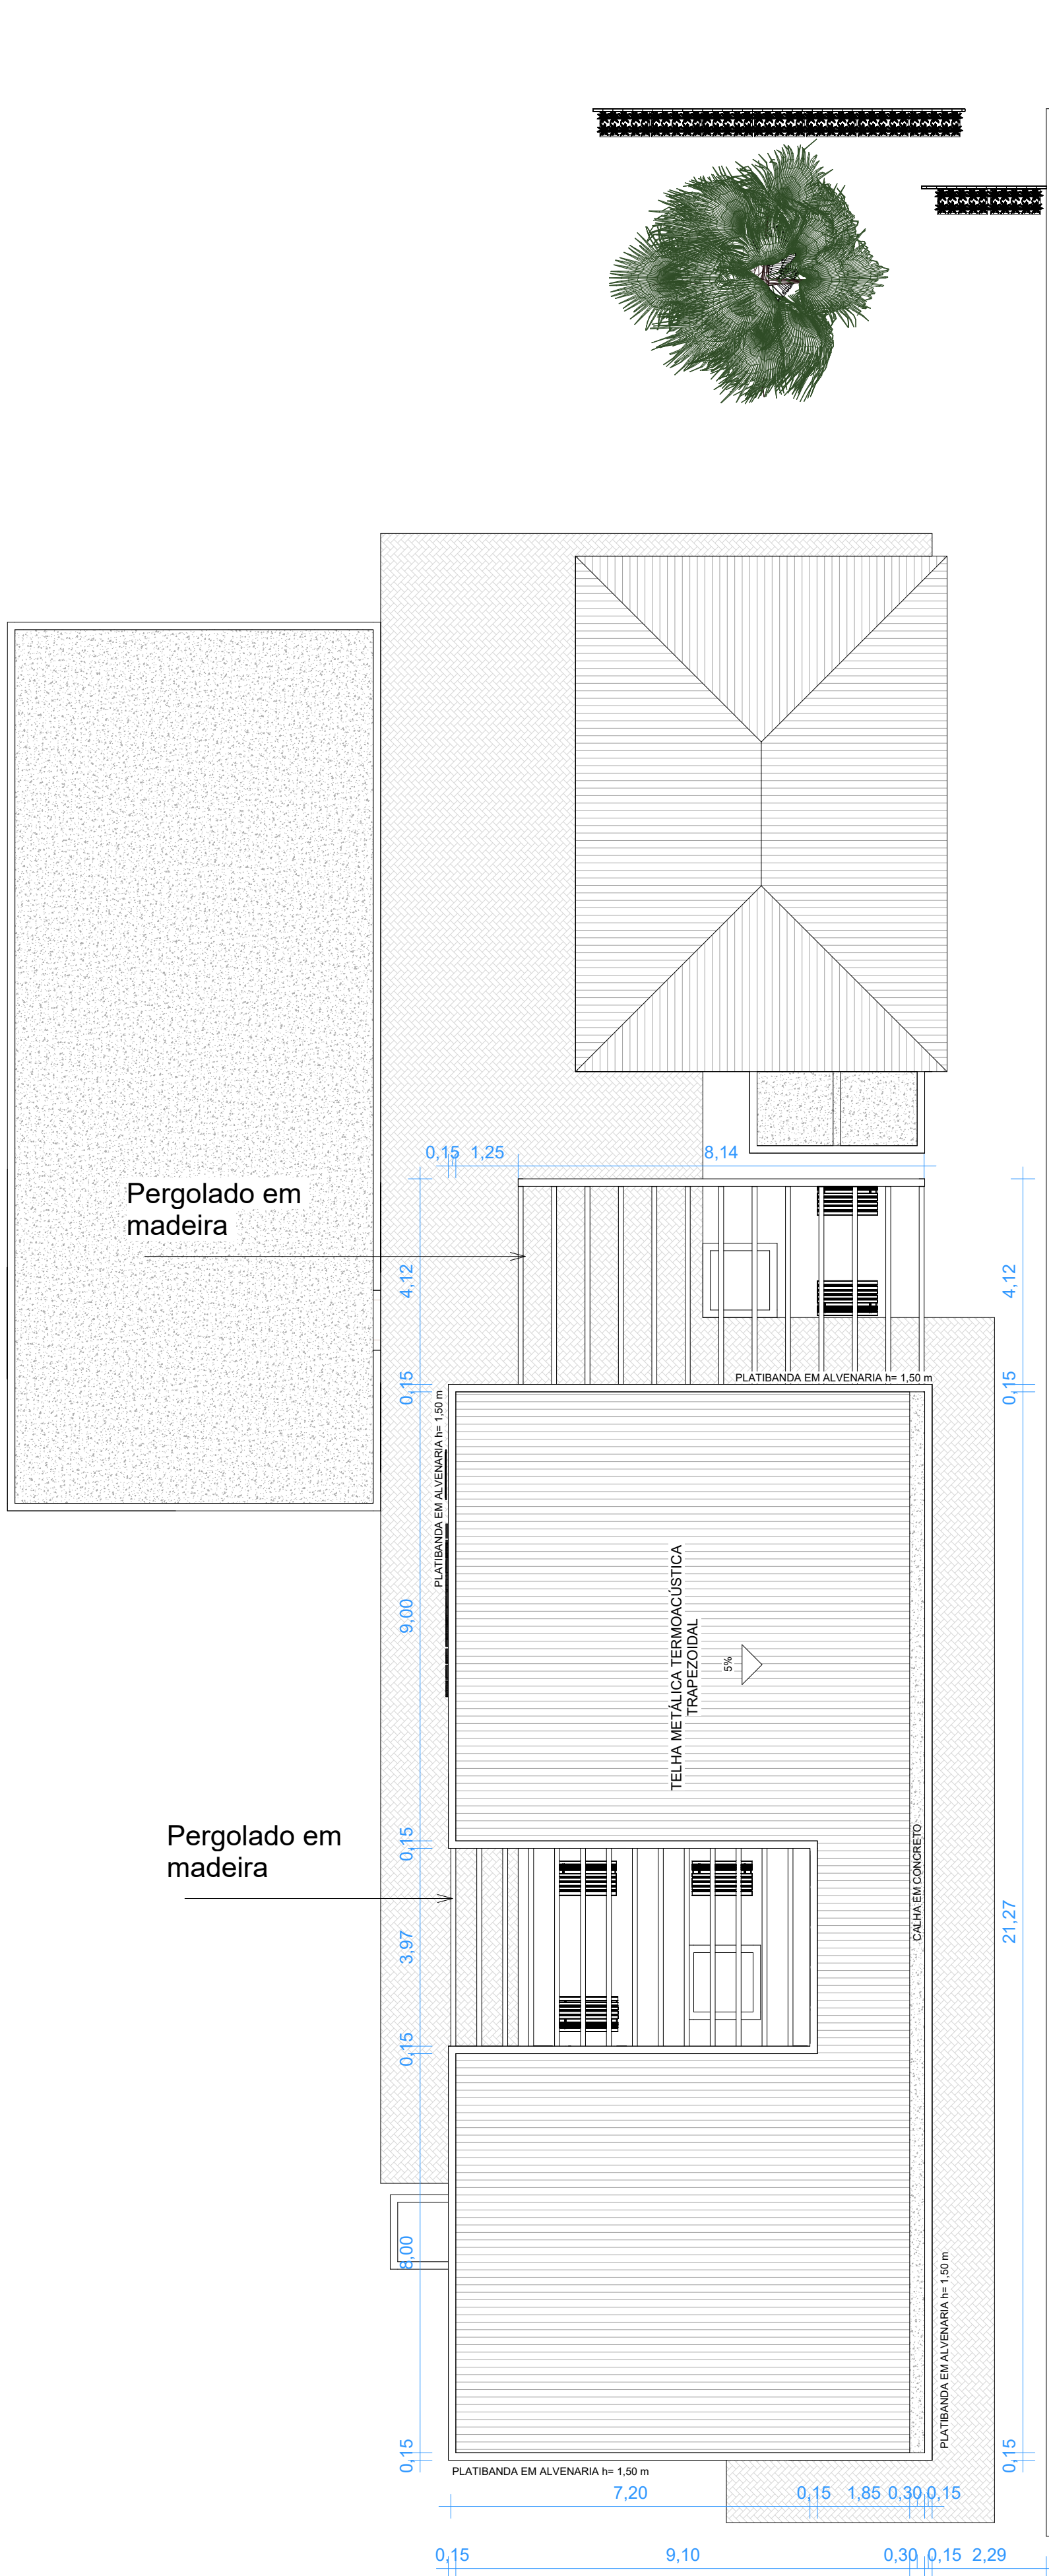 0,15 1,25 8,14
Pergolado em
madeira
4,12
4,12
PLATIBANDA EM ALVENARIA h= 1,50 m
0,15
0,15
PLATIBANDA EM ALVENARIA h= 1,50 m
TELHA METÁLICA TERMOACÚSTICA
TRAPEZOIDAL
5%
9,00
Pergolado em
madeira
0,15
CALHA EM CONCRETO
3,97
21,27
0,15
8,00
PLATIBANDA EM ALVENARIA h= 1,50 m
0,15
0,15
PLATIBANDA EM ALVENARIA h= 1,50 m
7,20 0,15 1,85 0,30 0,15
0,15 9,10 0,30 0,15 2,29